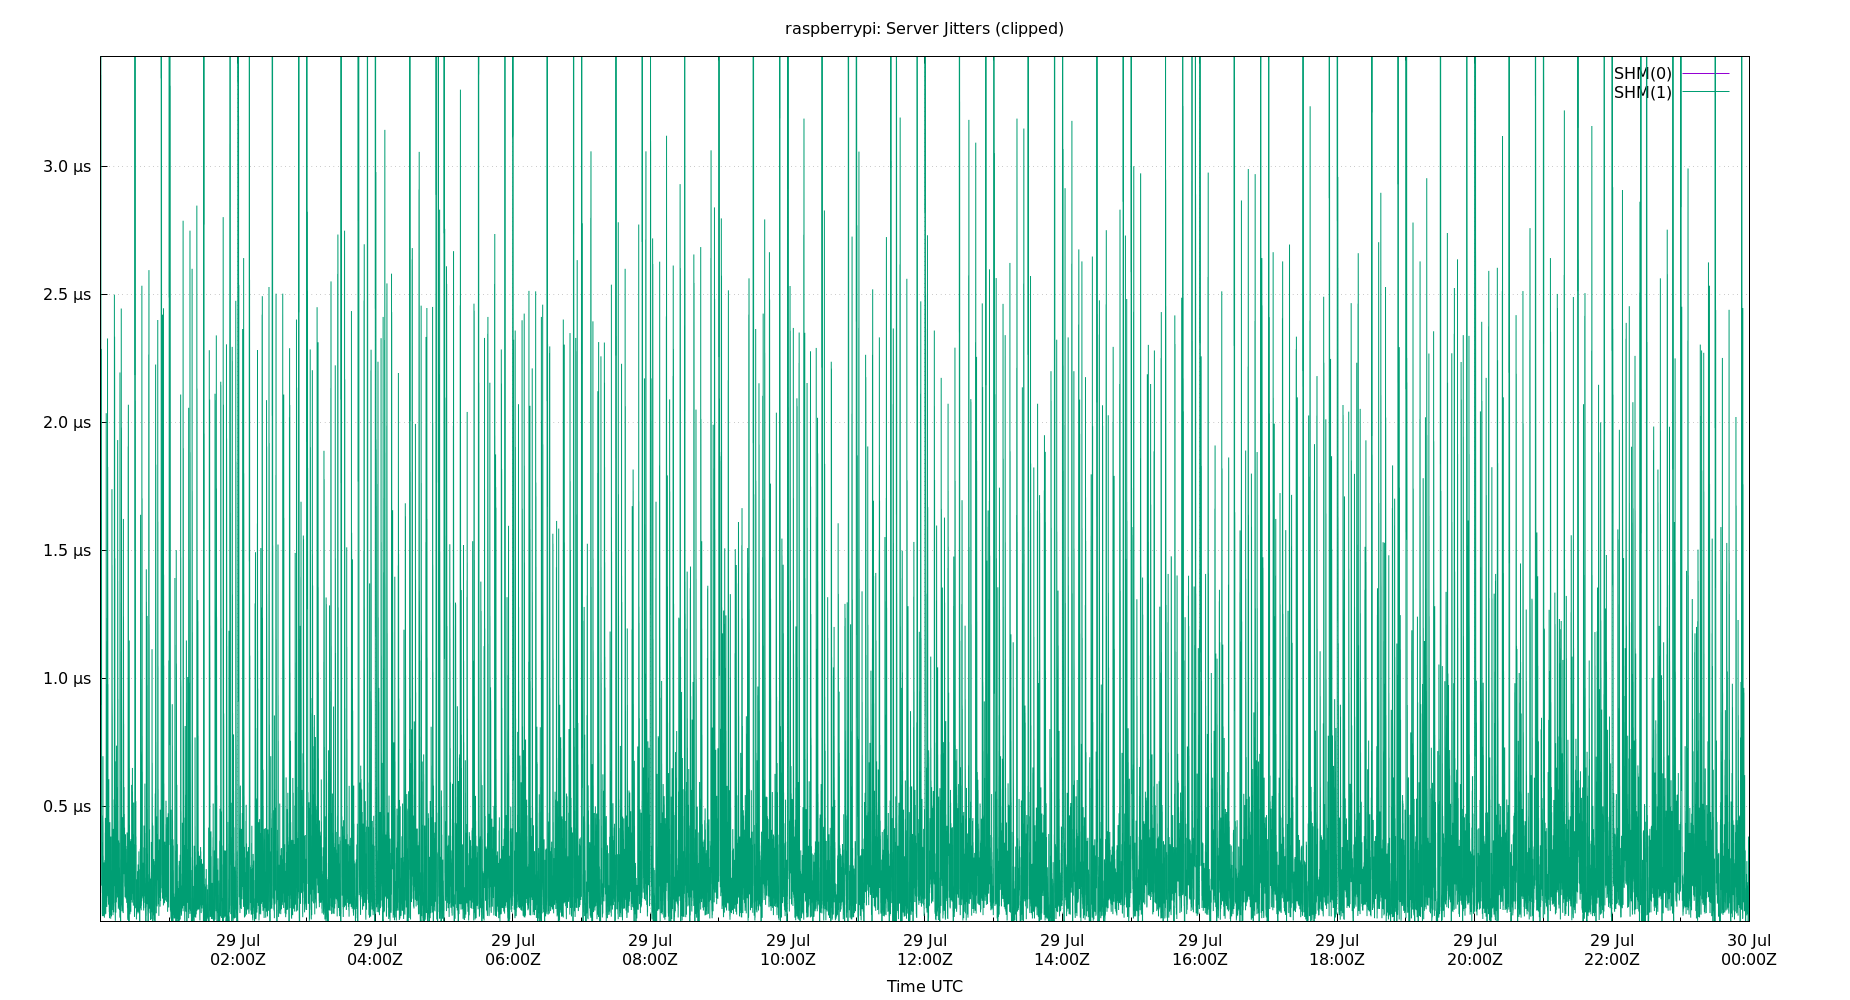 raspberrypi: Server Jitters (clipped)
SHM(0)
SHM(1)
3.0 µs
2.5 µs
2.0 µs
1.5 µs
1.0 µs
0.5 µs
29 Jul 29 Jul 29 Jul 29 Jul 29 Jul 29 Jul 29 Jul 29 Jul 29 Jul 29 Jul 29 Jul 30 Jul
02:00Z 04:00Z 06:00Z 08:00Z 10:00Z 12:00Z 14:00Z 16:00Z 18:00Z 20:00Z 22:00Z 00:00Z
Time UTC